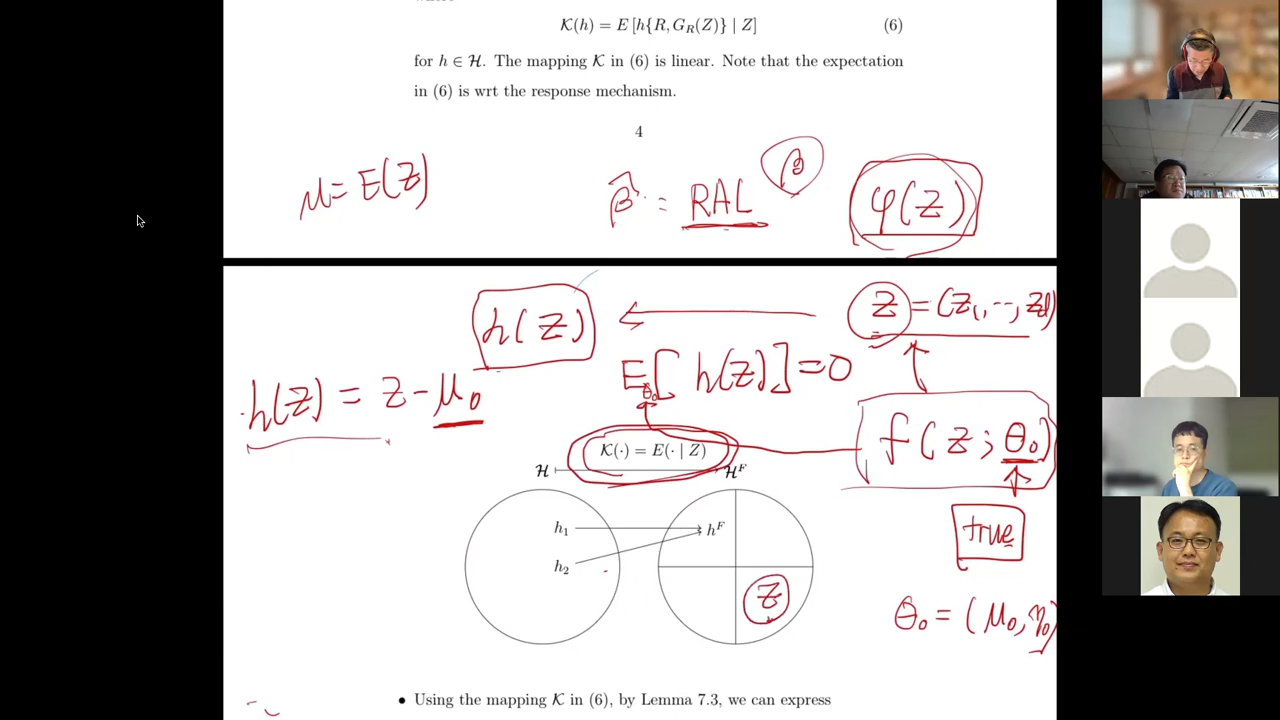 𝒦(h) = E [h{R, G_R(Z)} | Z] (6)
for h ∈ ℋ. The mapping 𝒦 in (6) is linear. Note that the expectation
in (6) is wrt the response mechanism.
4
μ = E(Z)
β̂ : RAL
β
φ(Z)
h(Z)
Z = (Z₁, --, Z
E_θ₀[h(Z)] = 0
h(Z) = Z - μ₀
f(Z; θ₀)
𝒦(·) = E(· | Z)
ℋ
ℋ^F
h₁
h^F
h₂
true
Z
θ₀ = (μ₀, η₀)
• Using the mapping 𝒦 in (6), by Lemma 7.3, we can express